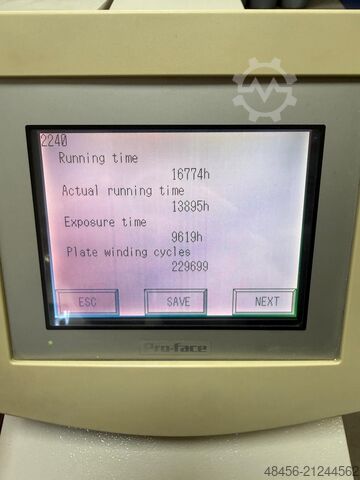 2240
Running time
16774h
Actual running time
13895h
Exposure time
9619h
Plate winding cycles
229699
ESC SAVE NEXT
Pro-face
48456-21244562